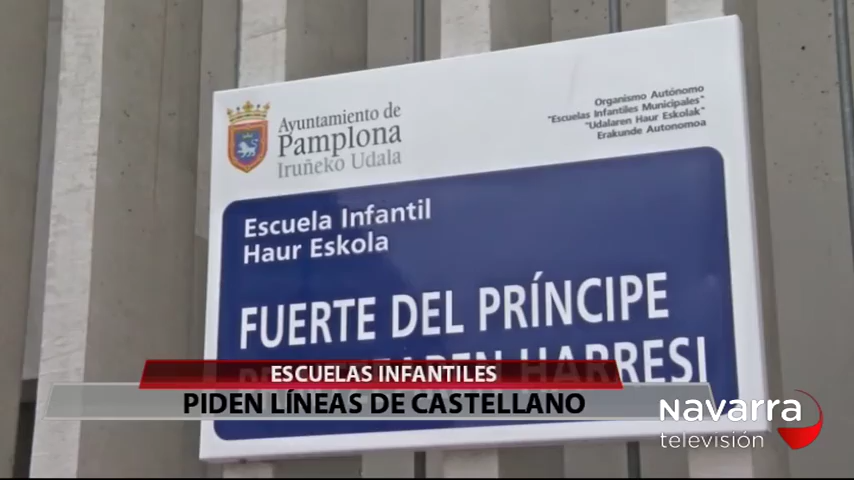 Ayuntamiento de
Pamplona
Iruñeko Udala
Organismo Autónomo
"Escuelas Infantiles Municipales"
"Udalaren Haur Eskolak"
Erakunde Autonomoa
Escuela Infantil
Haur Eskola
FUERTE DEL PRÍNCIPE
HARRESI
ESCUELAS INFANTILES
PIDEN LÍNEAS DE CASTELLANO
Navarra
televisión